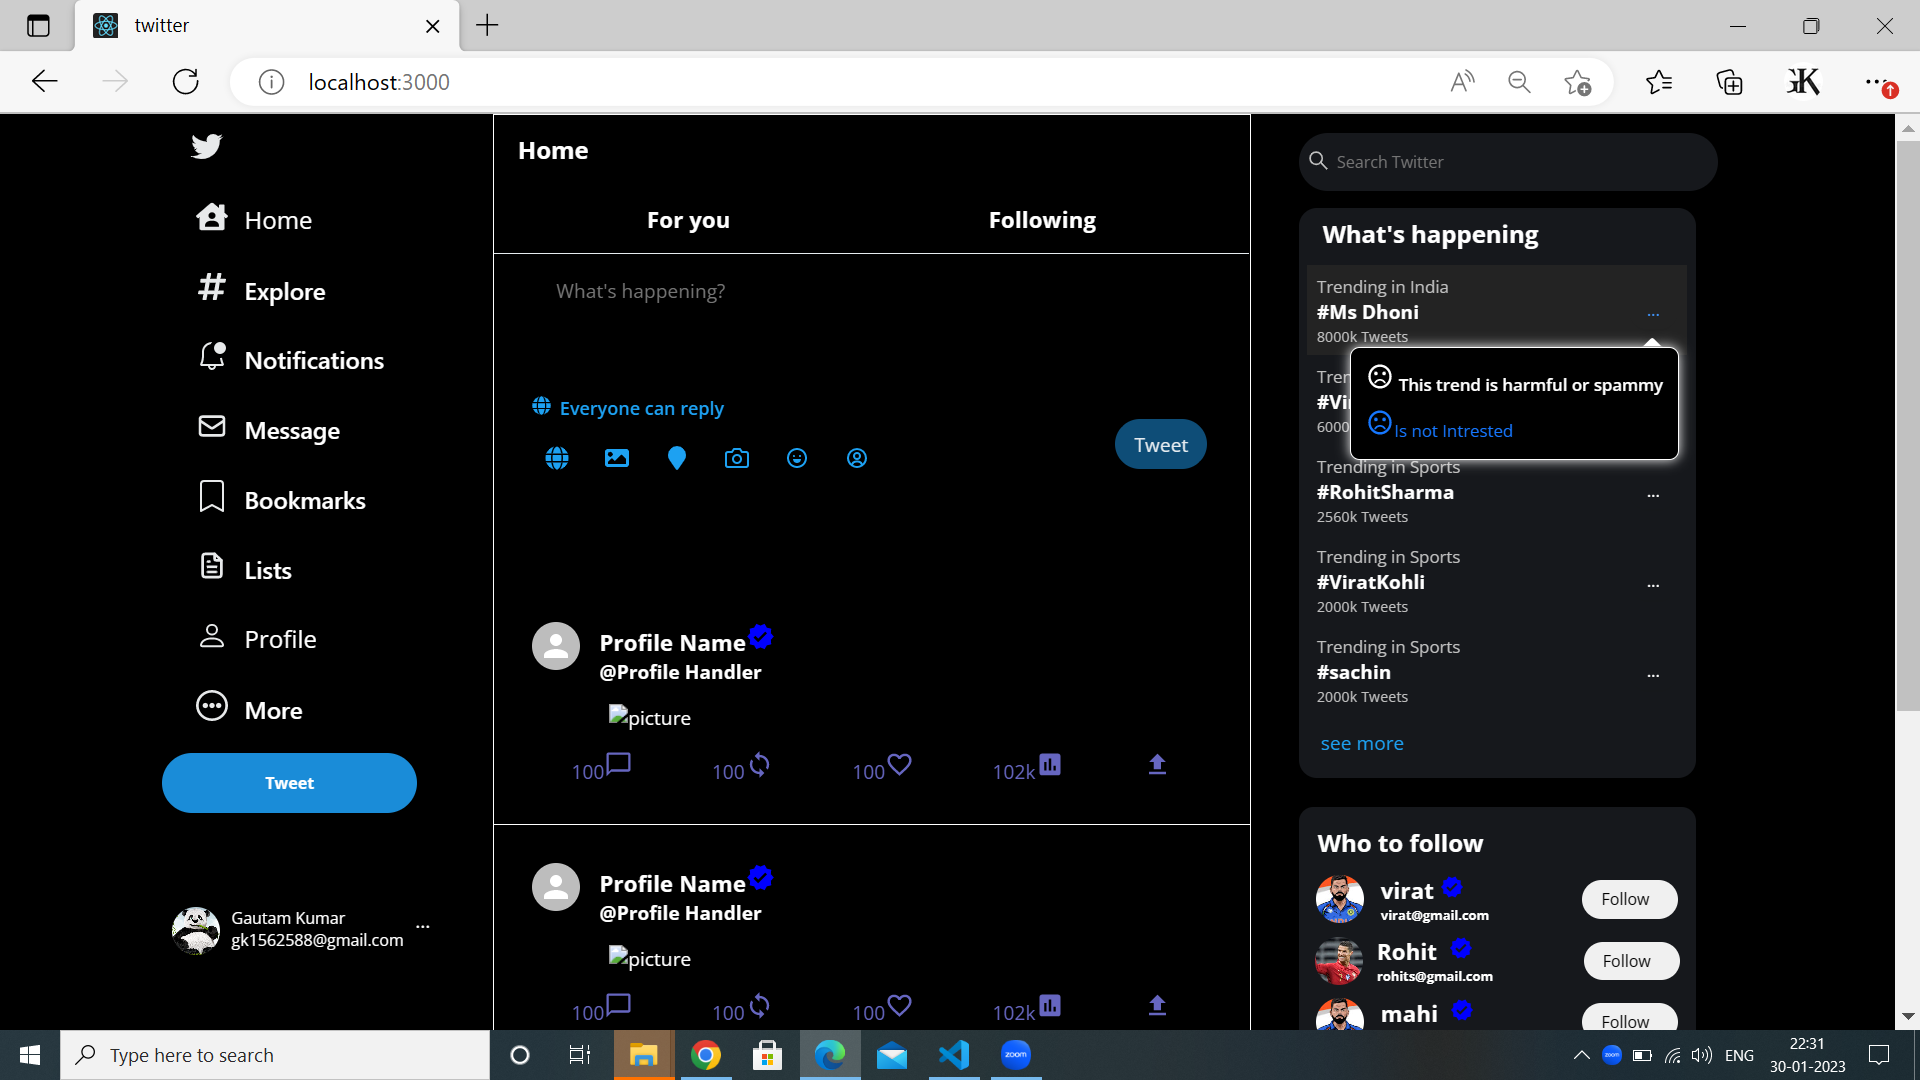 twitter
localhost:3000
Home
Explore
Notifications
Message
Bookmarks
Lists
Profile
More
Tweet
Gautam Kumar
gk1562588@gmail.com
...
Home
For you
Following
What's happening?
Everyone can reply
Tweet
Profile Name
@Profile Handler
picture
100
100
100
102k
Profile Name
@Profile Handler
picture
100
100
100
102k
Search Twitter
What's happening
Trending in India
#Ms Dhoni
...
8000k Tweets
Tren
#Vi
6000
This trend is harmful or spammy
Is not Intrested
Trending in Sports
#RohitSharma
...
2560k Tweets
Trending in Sports
#ViratKohli
...
2000k Tweets
Trending in Sports
#sachin
...
2000k Tweets
see more
Who to follow
virat
virat@gmail.com
Follow
Rohit
rohits@gmail.com
Follow
mahi
Follow
Type here to search
zoom
zoom
ENG
22:31
30-01-2023